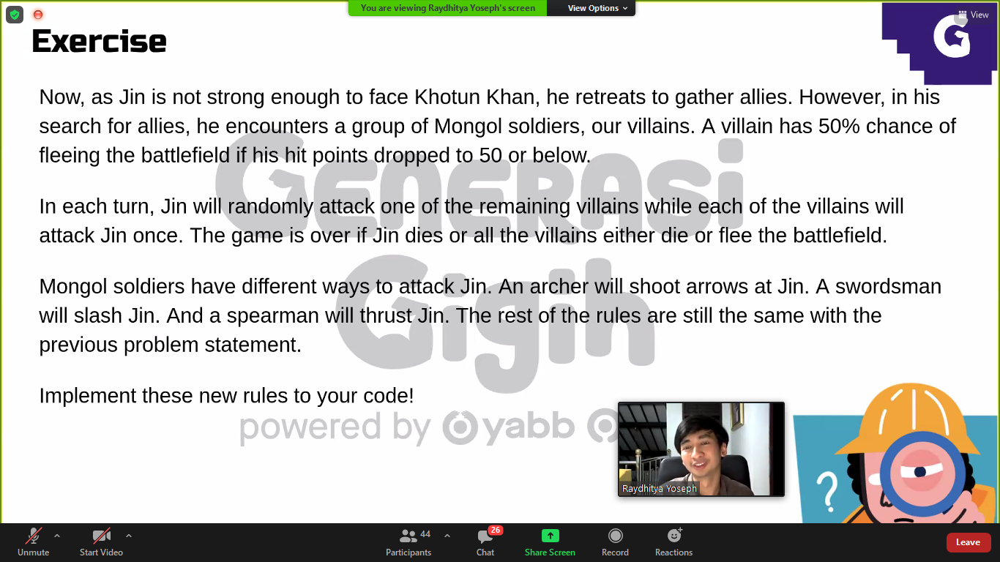 You are viewing Raydhitya Yoseph's screen
View Options
View
Exercise
G
Now, as Jin is not strong enough to face Khotun Khan, he retreats to gather allies. However, in his
search for allies, he encounters a group of Mongol soldiers, our villains. A villain has 50% chance of
fleeing the battlefield if his hit points dropped to 50 or below.
In each turn, Jin will randomly attack one of the remaining villains while each of the villains will
attack Jin once. The game is over if Jin dies or all the villains either die or flee the battlefield.
Mongol soldiers have different ways to attack Jin. An archer will shoot arrows at Jin. A swordsman
will slash Jin. And a spearman will thrust Jin. The rest of the rules are still the same with the
previous problem statement.
Implement these new rules to your code!
GENERASi
Gigih
powered by yabb
?
Raydhitya Yoseph
Unmute
Start Video
Participants
44
Chat
26
Share Screen
Record
Reactions
Leave